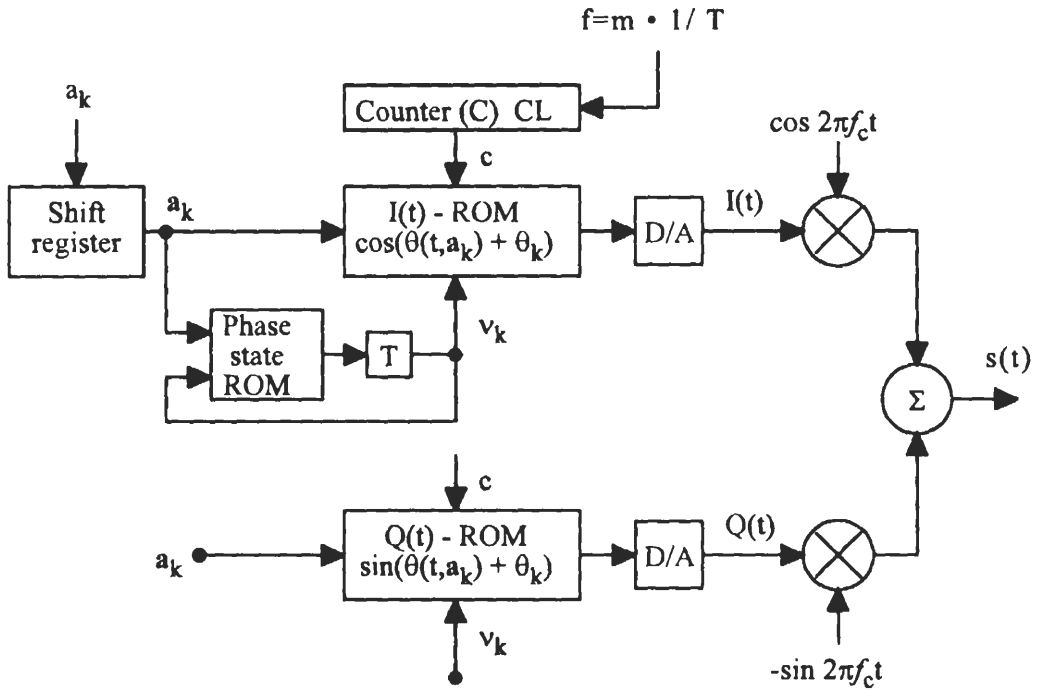 f=m • 1/ T
a_k
Counter (C) CL
cos 2πf_ct
c
Shift
register
a_k
I(t) - ROM
cos(θ(t,a_k) + θ_k)
D/A
I(t)
Phase
state
ROM
T
ν_k
s(t)
Σ
c
a_k
Q(t) - ROM
sin(θ(t,a_k) + θ_k)
D/A
Q(t)
ν_k
-sin 2πf_ct